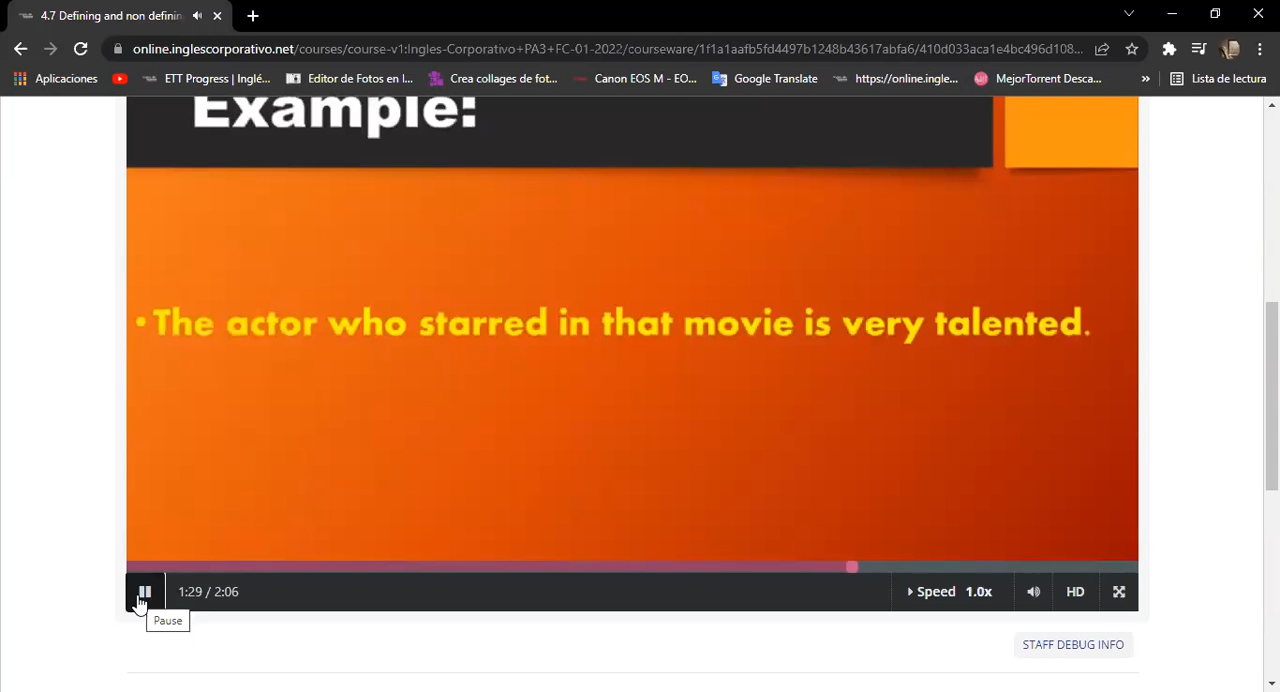 4.7 Defining and non definin
online.inglescorporativo.net/courses/course-v1:Ingles-Corporativo+PA3+FC-01-2022/courseware/1f1a1aafb5fd4497b1248b43617abfa6/410d033aca1e4bc496d108...
Aplicaciones
ETT Progress | Inglé...
Editor de Fotos en l...
Crea collages de fot...
Canon EOS M - EO...
Google Translate
https://online.ingle...
MejorTorrent Desca...
»
Lista de lectura
Example:
• The actor who starred in that movie is very talented.
1:29 / 2:06
Speed 1.0x
HD
Pause
STAFF DEBUG INFO